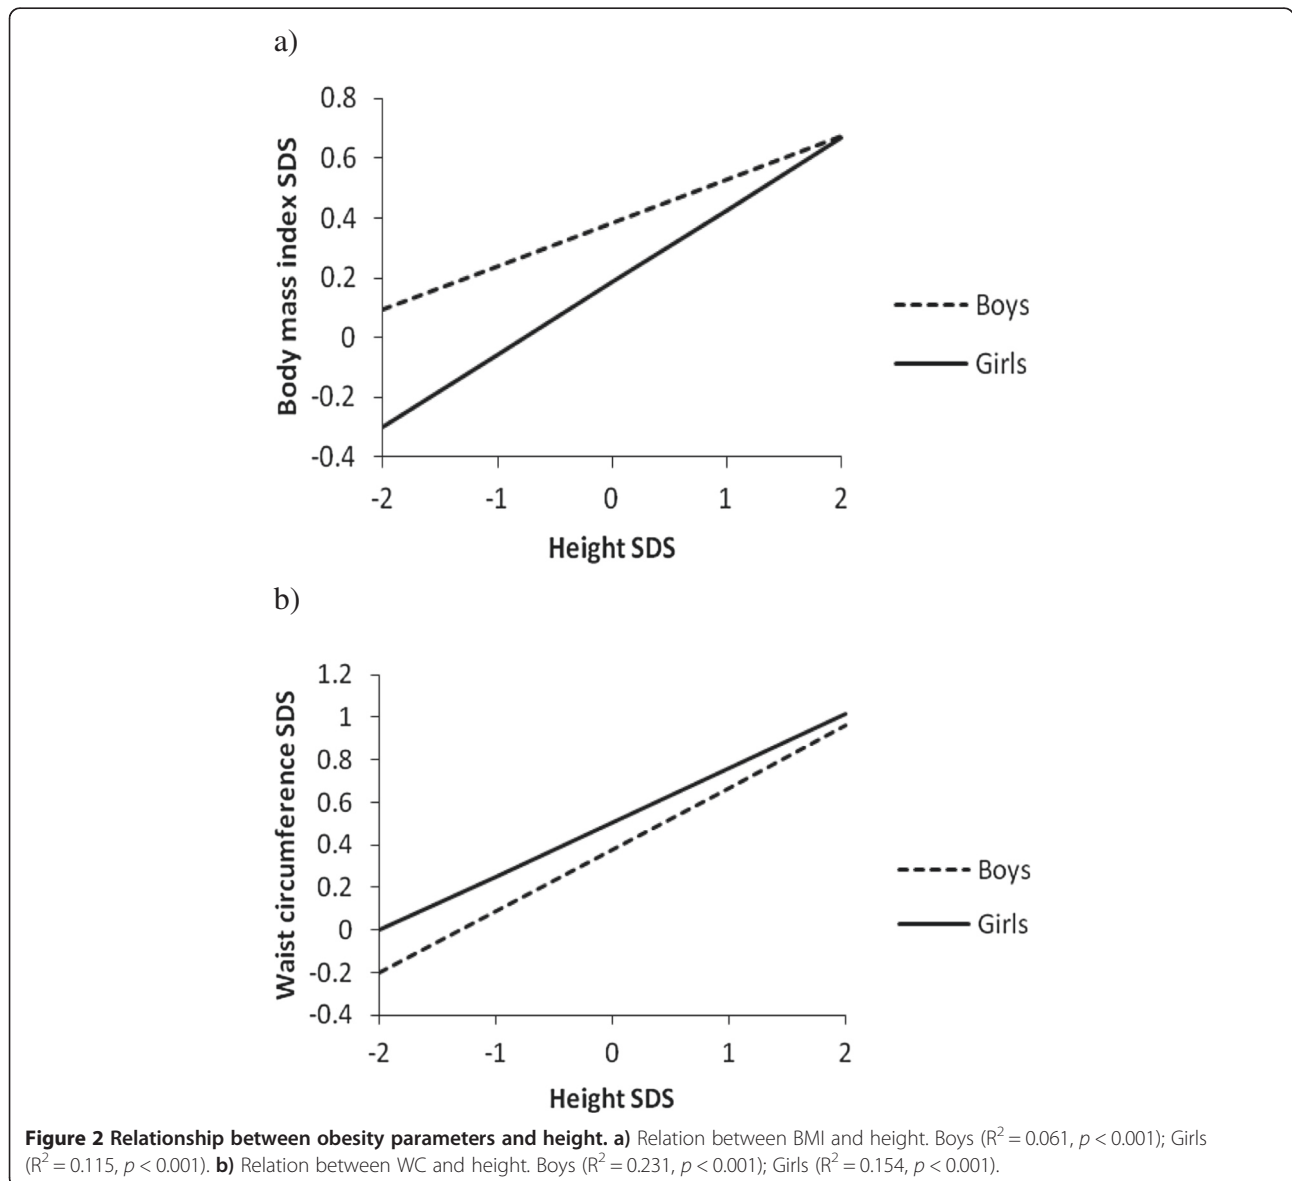 a)
0.8
0.6
0.4
0.2
0
-0.2
-0.4
Body mass index SDS
-2 -1 0 1 2
Height SDS
Boys
Girls
b)
1.2
1
0.8
0.6
0.4
0.2
0
-0.2
-0.4
Waist circumference SDS
-2 -1 0 1 2
Height SDS
Boys
Girls
Figure 2 Relationship between obesity parameters and height. a) Relation between BMI and height. Boys (R² = 0.061, p < 0.001); Girls
(R² = 0.115, p < 0.001). b) Relation between WC and height. Boys (R² = 0.231, p < 0.001); Girls (R² = 0.154, p < 0.001).